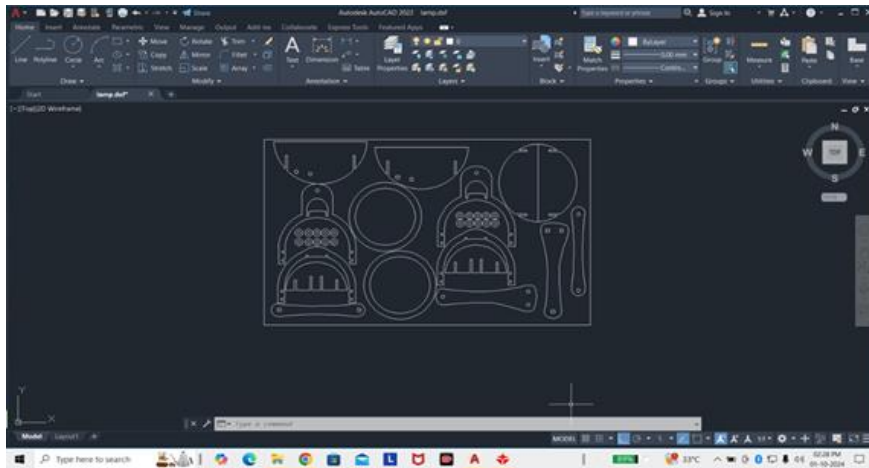 Autodesk AutoCAD 2023 lamp.dxf
Type a keyword or phrase
Sign In
Share
Home Insert Annotate Parametric View Manage Output Add-ins Collaborate Express Tools Featured Apps
Line Polyline Circle Arc
Move Rotate Trim
Copy Mirror Fillet
Stretch Scale Array
Text Dimension
Table
Layer
Properties
Insert
Match
Properties
ByLayer
Group
Measure
Paste
Base
Draw Modify Annotation Layers Block Properties Groups Utilities Clipboard View
Start lamp.dxf*
[-][Top][2D Wireframe]
N
W TOP E
S
Y
X
Type a command
Model Layout1 +
MODEL
Type here to search
33°C
02:28 PM
01-10-2024